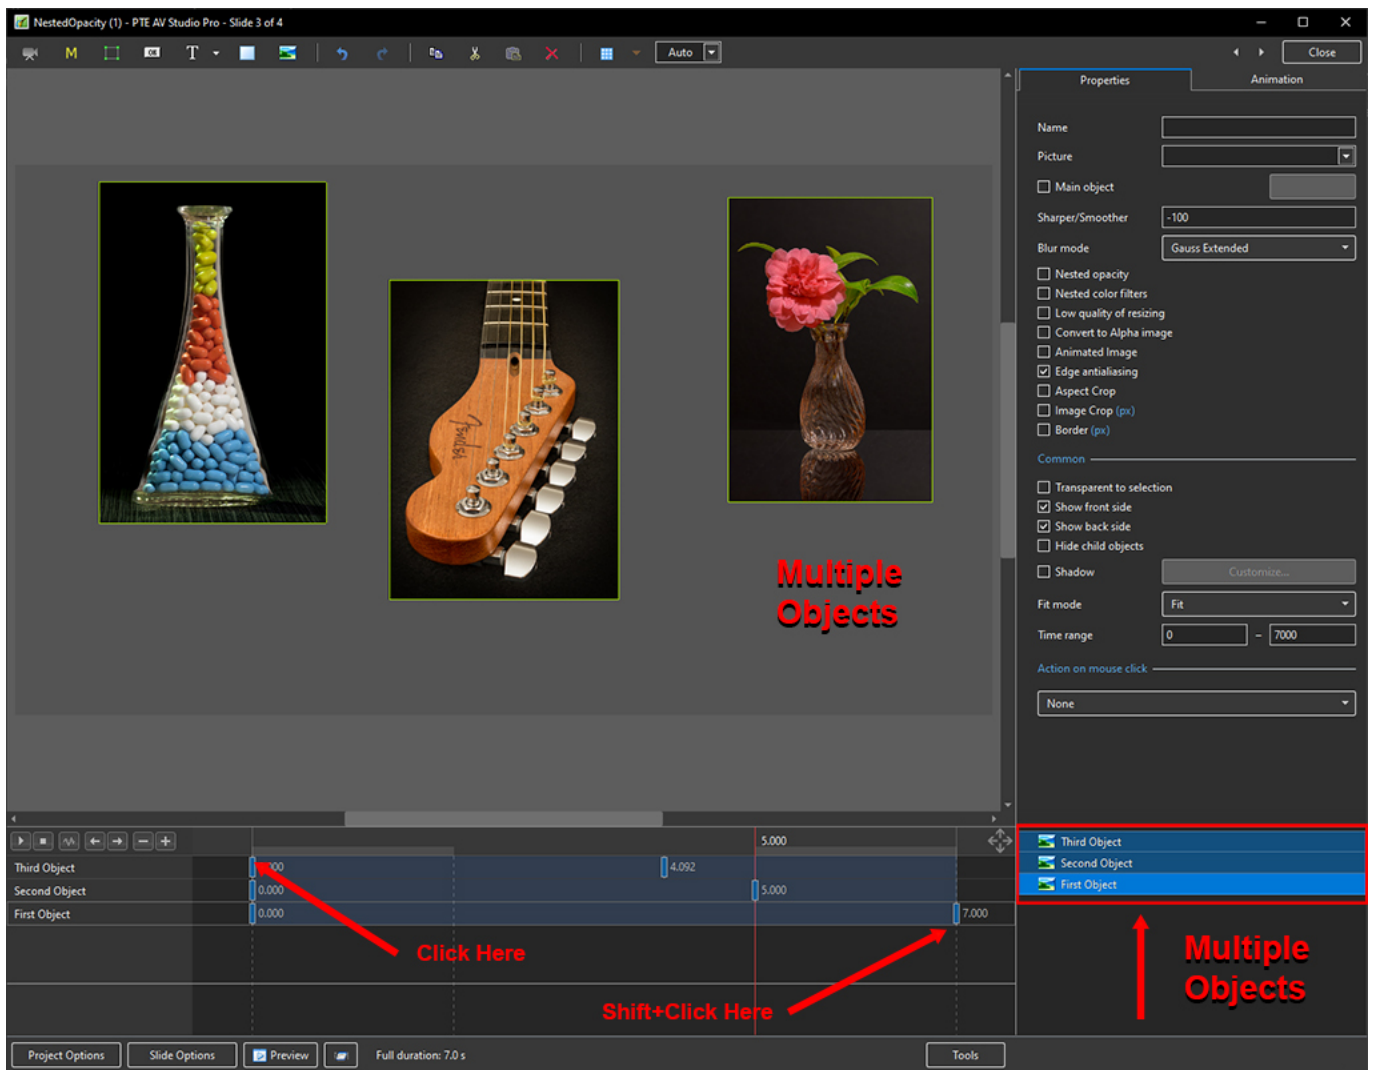 NestedOpacity (1) - PTE AV Studio Pro - Slide 3 of 4
M OK T Auto Close
Properties Animation
Name
Picture
Main object
Sharper/Smoother -100
Blur mode Gauss Extended
Nested opacity
Nested color filters
Low quality of resizing
Convert to Alpha image
Animated Image
Edge antialiasing
Aspect Crop
Image Crop (px)
Border (px)
Common
Transparent to selection
Show front side
Show back side
Hide child objects
Shadow Customize...
Fit mode Fit
Time range 0 - 7000
Action on mouse click
None
Fender
Multiple
Objects
5.000
Third Object 4.092
Second Object 0.000 5.000
First Object 0.000 7.000
Click Here
Shift+Click Here
Third Object
Second Object
First Object
Multiple
Objects
Project Options Slide Options Preview Full duration: 7.0 s Tools